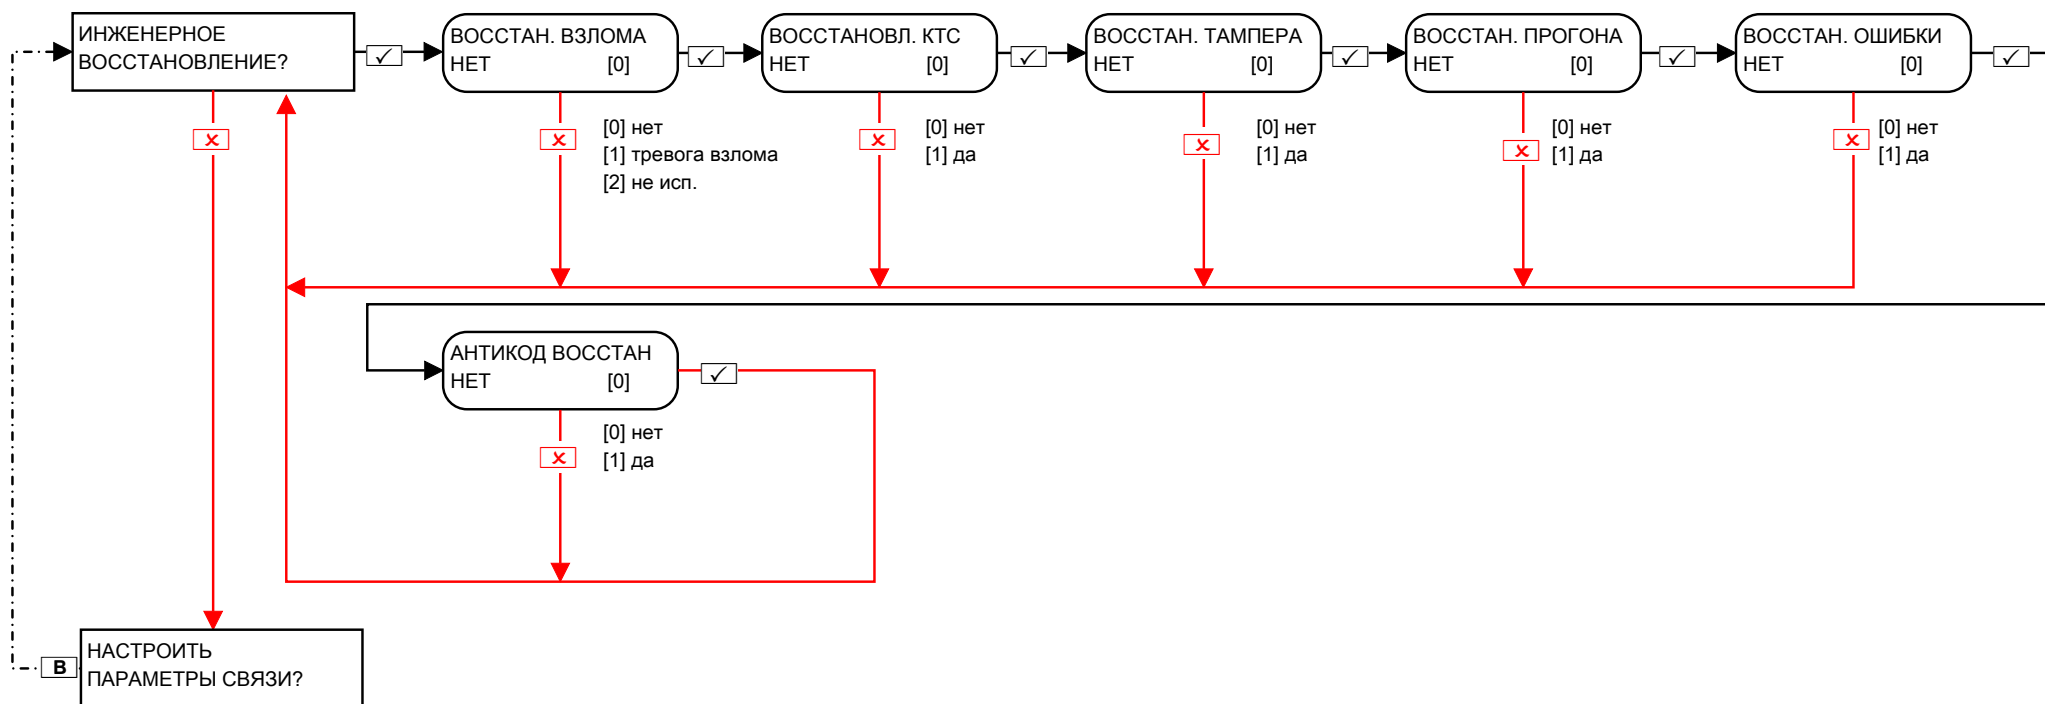 ИНЖЕНЕРНОЕ
ВОССТАНОВЛЕНИЕ?
ВОССТАН. ВЗЛОМА
НЕТ [0]
[0] нет
[1] тревога взлома
[2] не исп.
ВОССТАНОВЛ. КТС
НЕТ [0]
[0] нет
[1] да
ВОССТАН. ТАМПЕРА
НЕТ [0]
[0] нет
[1] да
ВОССТАН. ПРОГОНА
НЕТ [0]
[0] нет
[1] да
ВОССТАН. ОШИБКИ
НЕТ [0]
[0] нет
[1] да
АНТИКОД ВОССТАН
НЕТ [0]
[0] нет
[1] да
B
НАСТРОИТЬ
ПАРАМЕТРЫ СВЯЗИ?